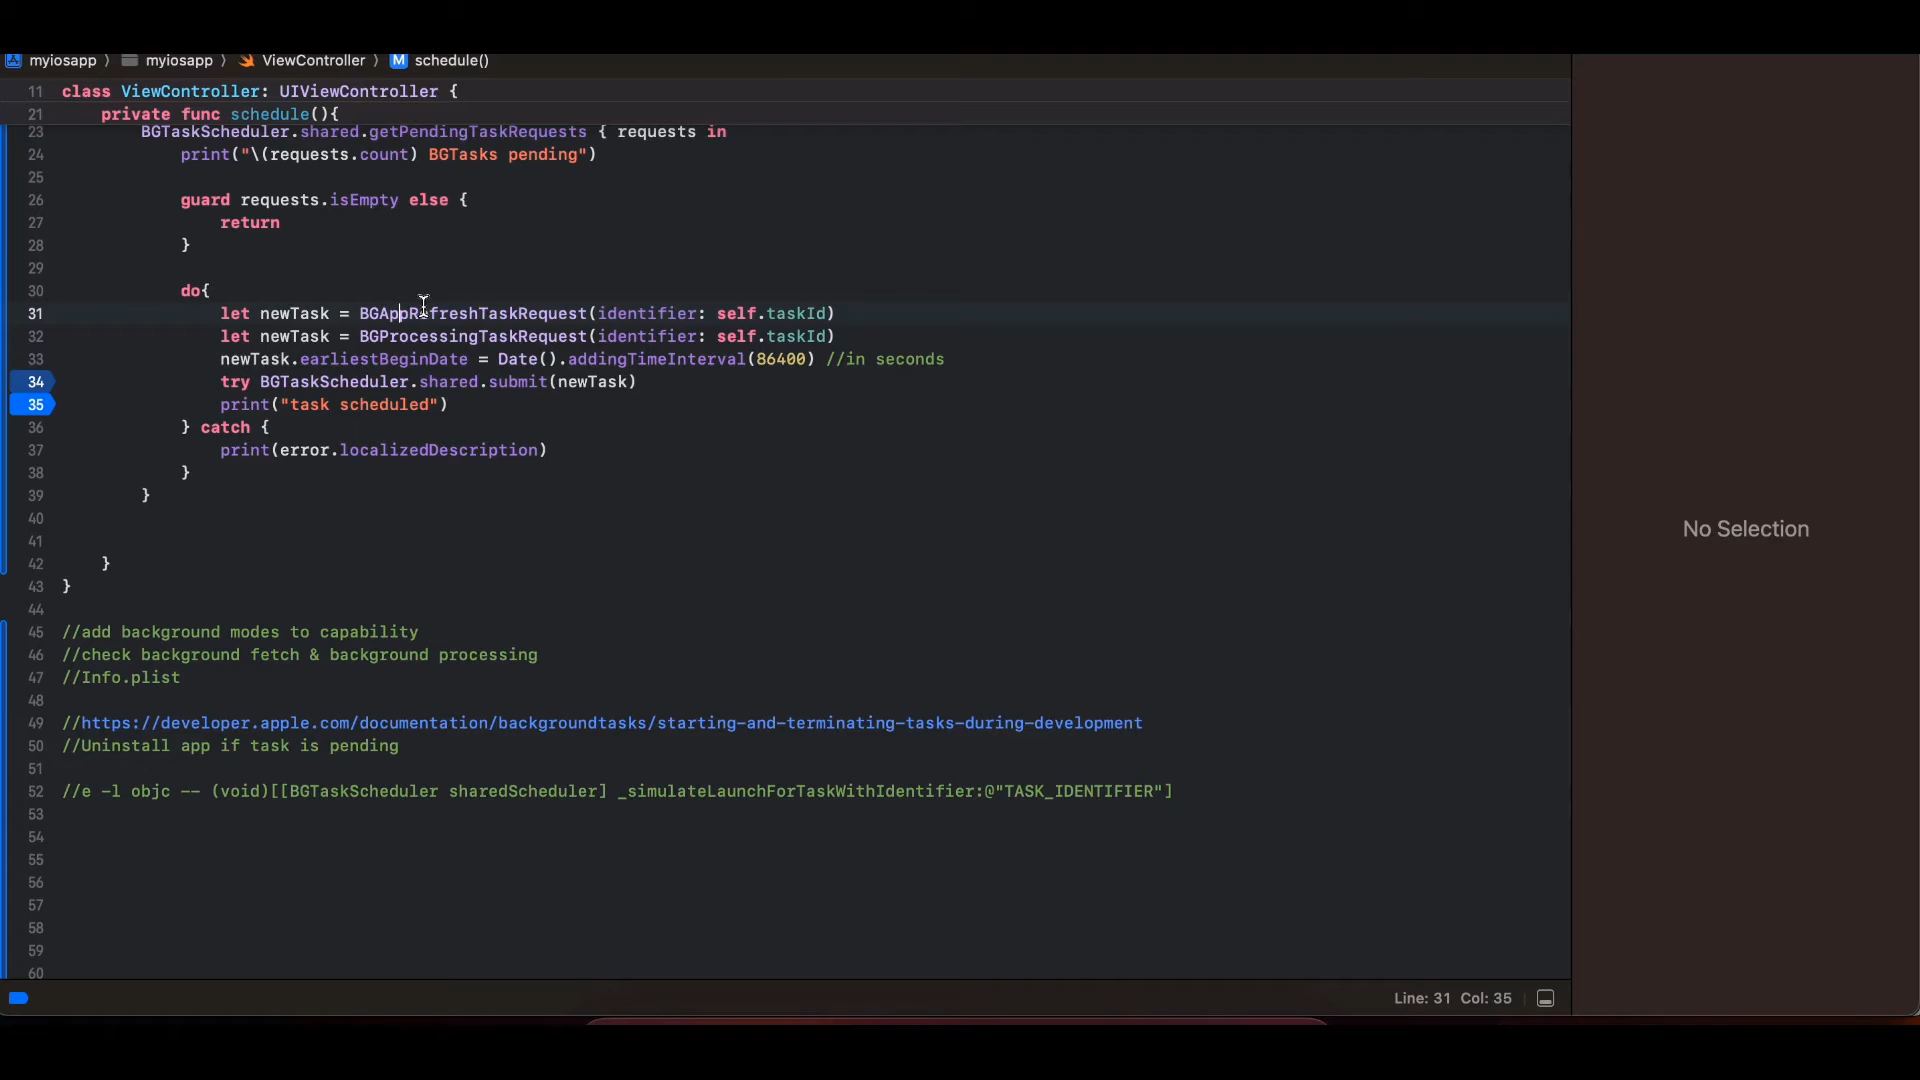 myiosapp 〉 myiosapp 〉 ViewController 〉 M schedule()
11 class ViewController: UIViewController {
21 private func schedule(){
23 BGTaskScheduler.shared.getPendingTaskRequests { requests in
24 print("\(requests.count) BGTasks pending")
25
26 guard requests.isEmpty else {
27 return
28 }
29
30 do{
31 let newTask = BGAppRefreshTaskRequest(identifier: self.taskId)
32 let newTask = BGProcessingTaskRequest(identifier: self.taskId)
33 newTask.earliestBeginDate = Date().addingTimeInterval(86400) //in seconds
34 try BGTaskScheduler.shared.submit(newTask)
35 print("task scheduled")
36 } catch {
37 print(error.localizedDescription)
38 }
39 }
40
41
42 }
43 }
44
45 //add background modes to capability
46 //check background fetch & background processing
47 //Info.plist
48
49 //https://developer.apple.com/documentation/backgroundtasks/starting-and-terminating-tasks-during-development
50 //Uninstall app if task is pending
51
52 //e -l objc -- (void)[[BGTaskScheduler sharedScheduler] _simulateLaunchForTaskWithIdentifier:@"TASK_IDENTIFIER"]
53
54
55
56
57
58
59
60
No Selection
Line: 31 Col: 35